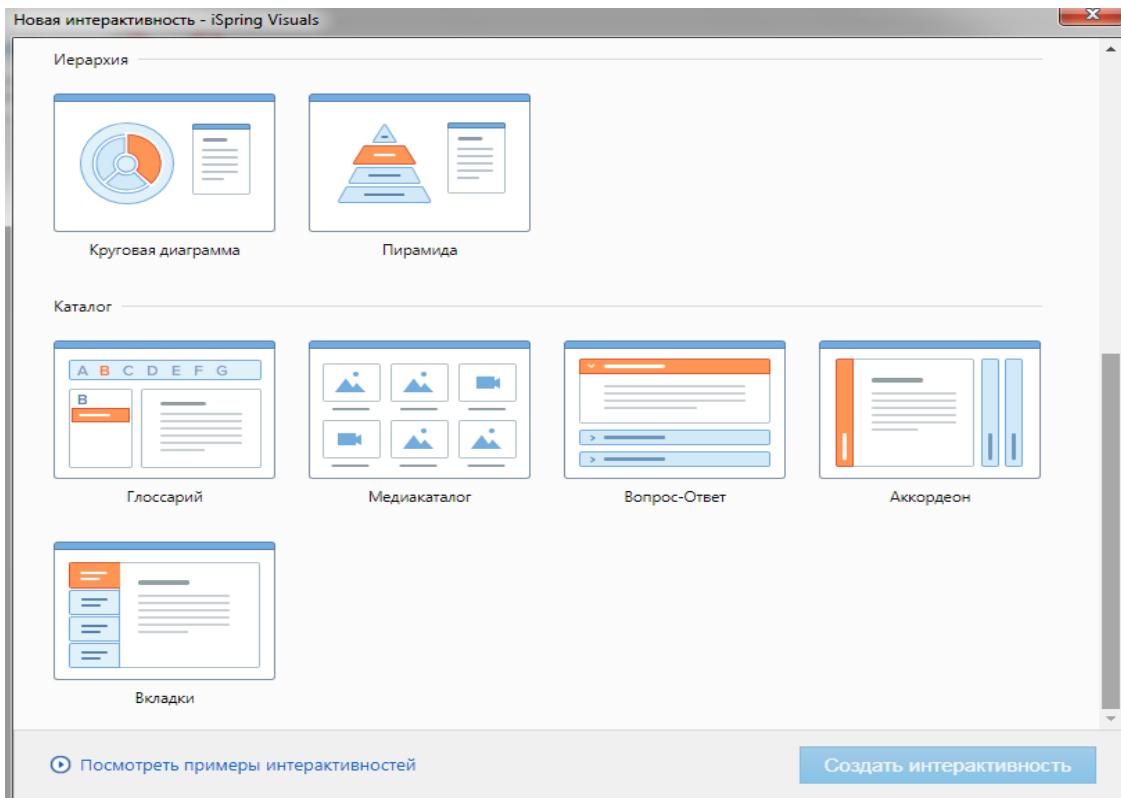 Новая интерактивность - iSpring Visuals
Иерархия
Круговая диаграмма
Пирамида
Каталог
A B C D E F G
B
Глоссарий
Медиакаталог
Вопрос-Ответ
Аккордеон
Вкладки
Посмотреть примеры интерактивностей
Создать интерактивность